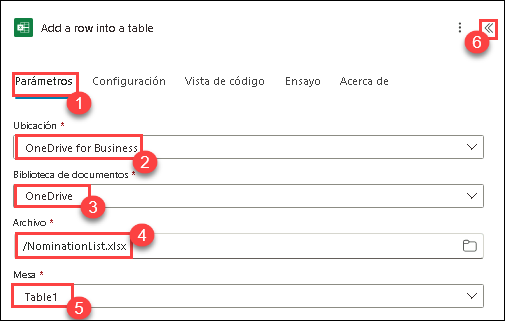 Add a row into a table
6
Parámetros Configuración Vista de código Ensayo Acerca de
1
Ubicación *
OneDrive for Business
2
Biblioteca de documentos *
OneDrive
3
Archivo *
/NominationList.xlsx
4
Mesa *
Table1
5